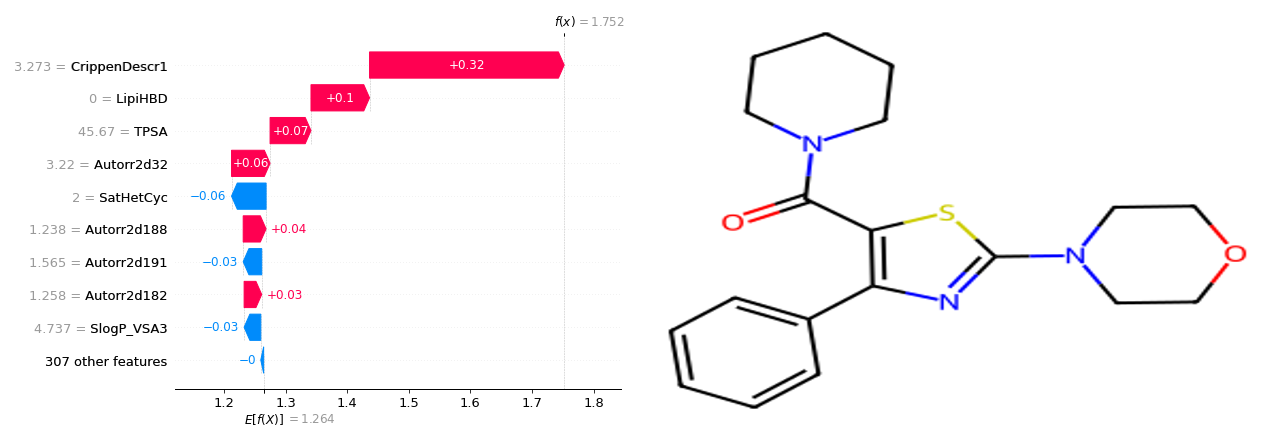 f(x) = 1.752
3.273 = CrippenDescr1
+0.32
0 = LipiHBD
+0.1
45.67 = TPSA
+0.07
3.22 = Autorr2d32
+0.06
2 = SatHetCyc
−0.06
1.238 = Autorr2d188
+0.04
1.565 = Autorr2d191
−0.03
1.258 = Autorr2d182
+0.03
4.737 = SlogP_VSA3
−0.03
307 other features
−0
1.2 1.3 1.4 1.5 1.6 1.7 1.8
E[f(X)] = 1.264
N
O
S
N
N
O